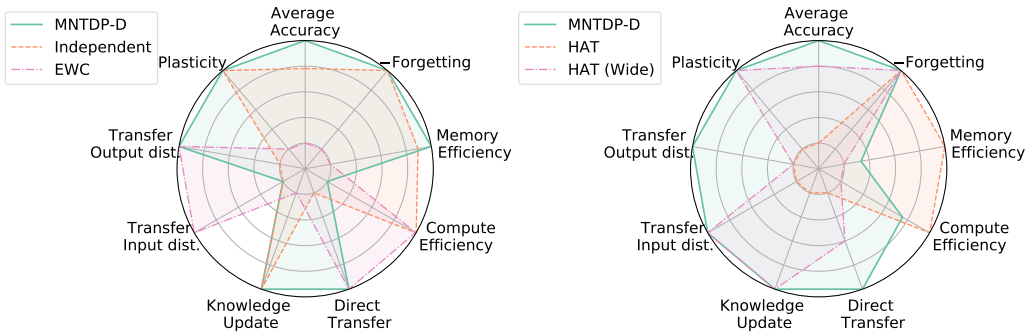 MNTDP-D
Independent
EWC
Average
Accuracy
Plasticity
−Forgetting
Transfer
Output dist.
Memory
Efficiency
Transfer
Input dist.
Compute
Efficiency
Knowledge
Update
Direct
Transfer
MNTDP-D
HAT
HAT (Wide)
Average
Accuracy
Plasticity
−Forgetting
Transfer
Output dist.
Memory
Efficiency
Transfer
Input dist.
Compute
Efficiency
Knowledge
Update
Direct
Transfer